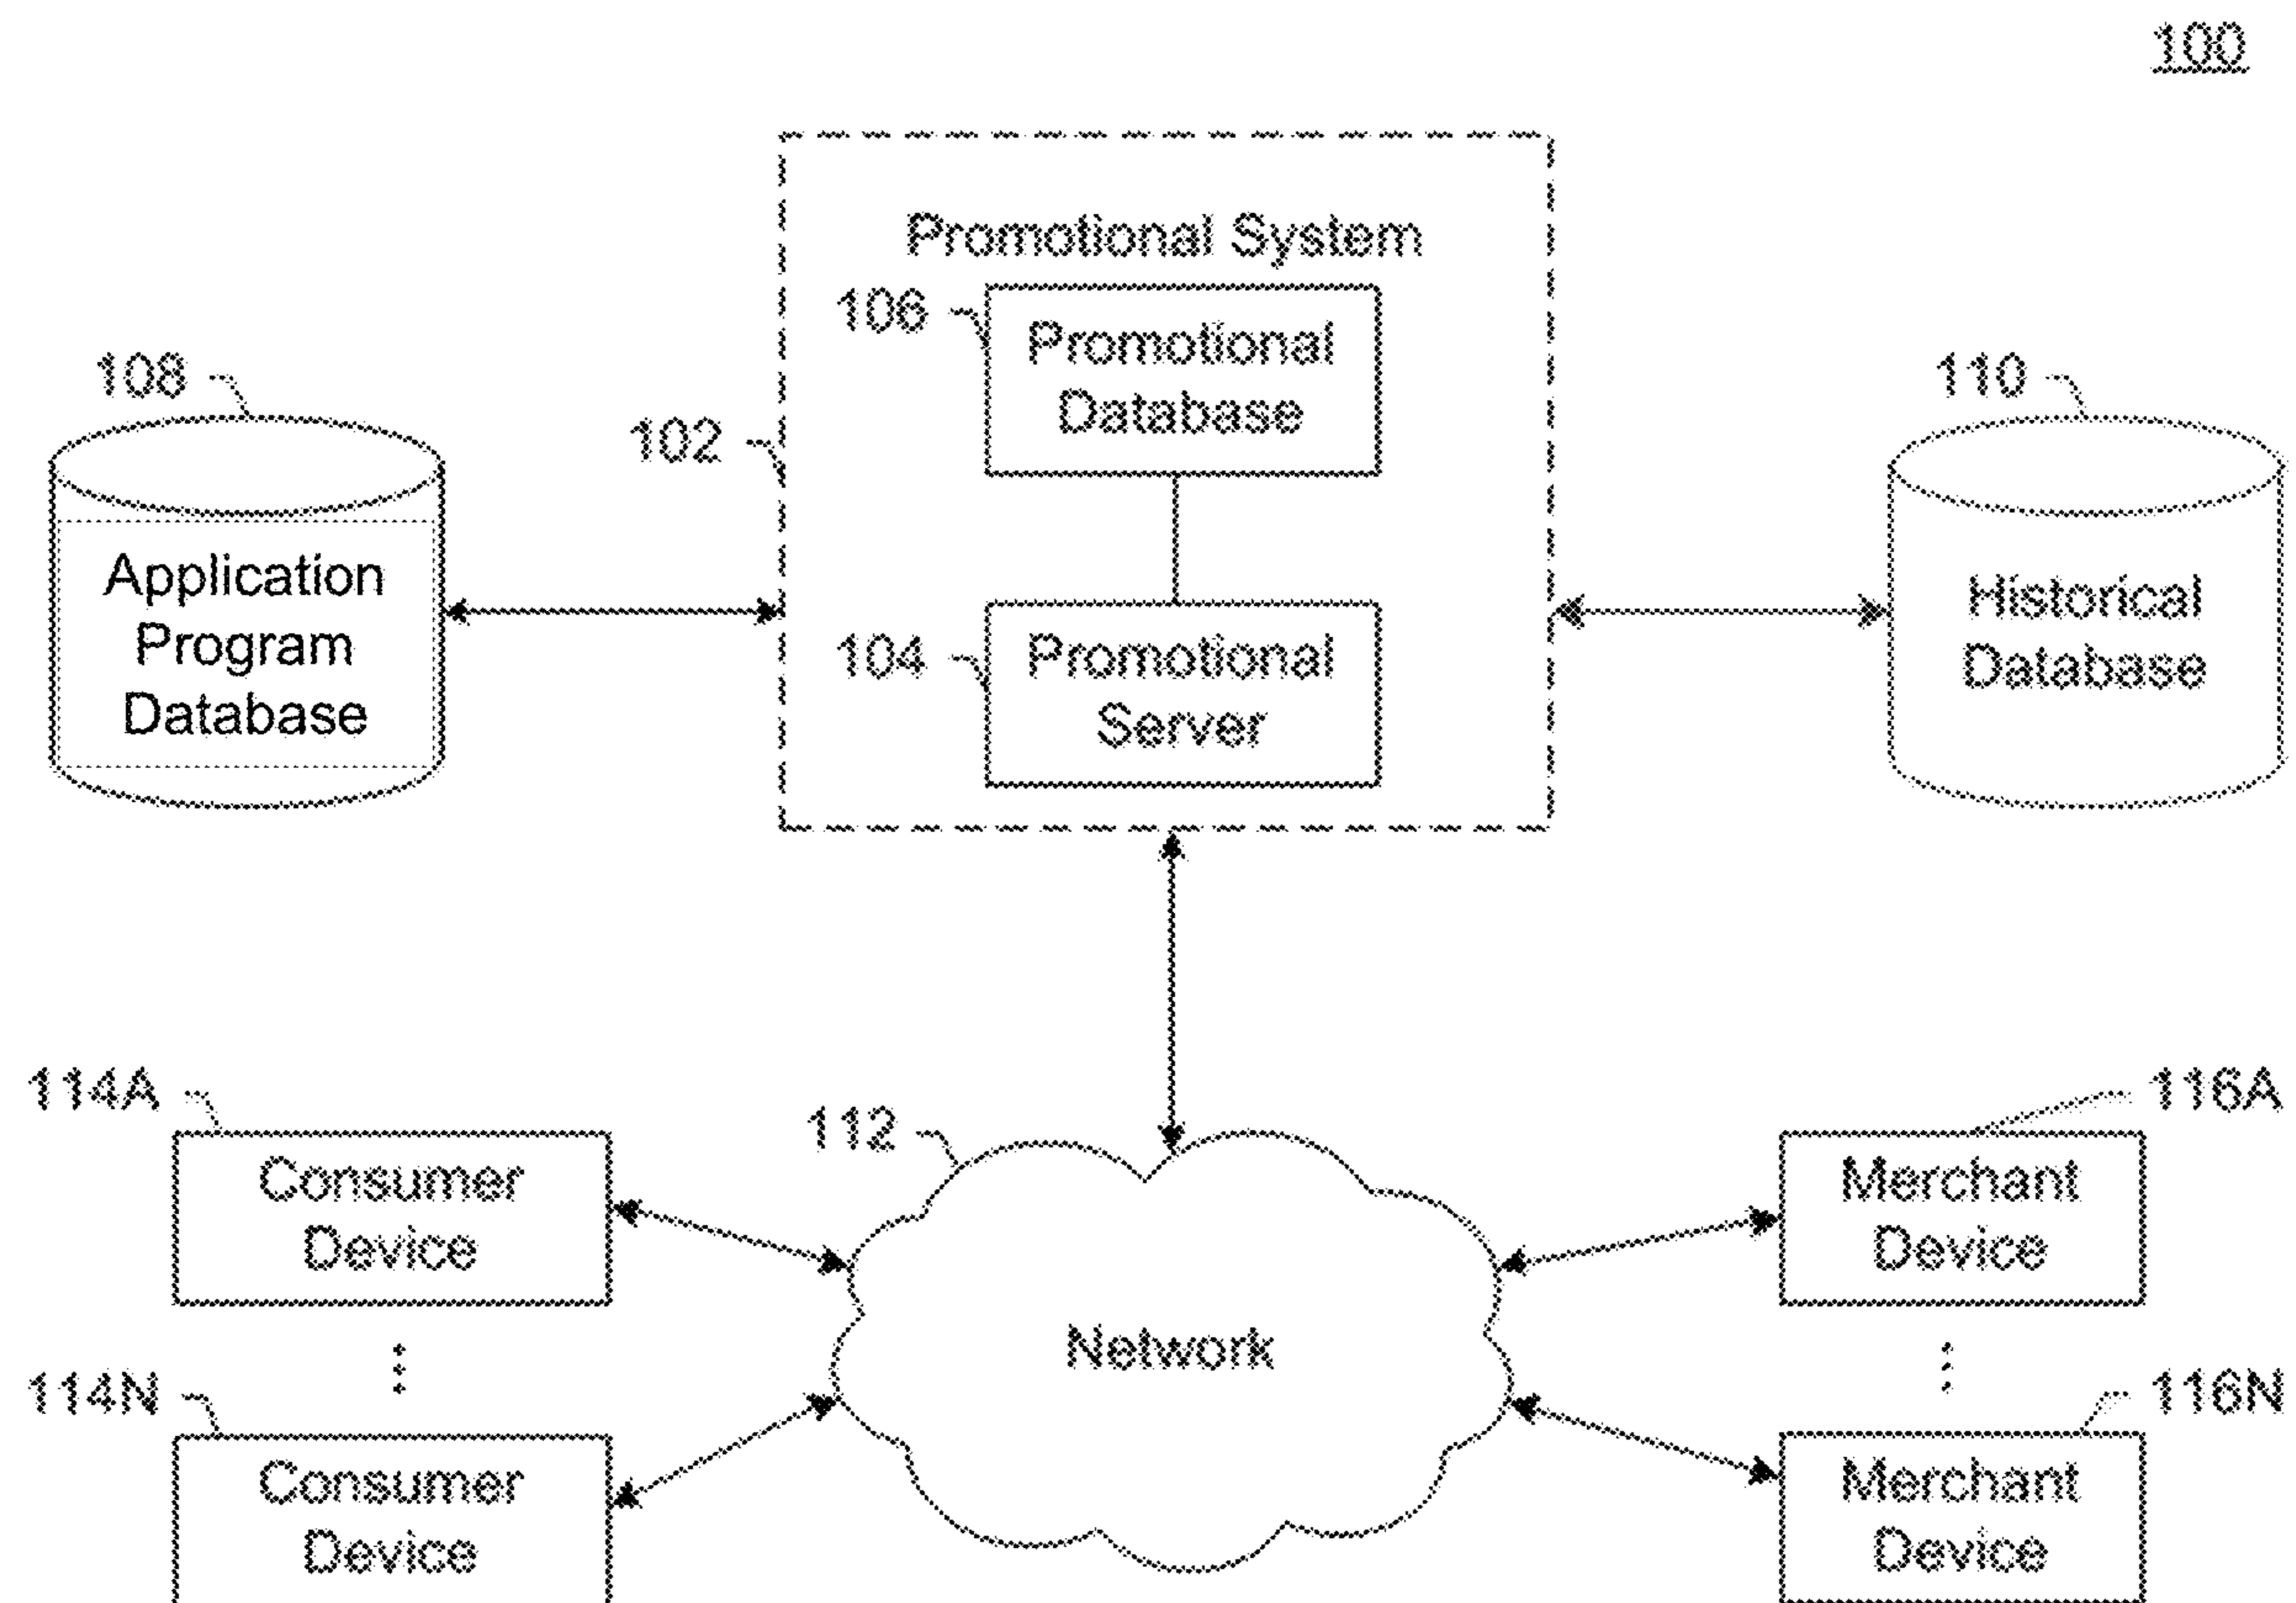 100
Promotional System
106
Promotional
Database
108
110
102
Application
Program
Database
Historical
Database
104
Promotional
Server
114A
112
116A
Consumer
Device
Merchant
Device
Network
114N
116N
Consumer
Device
Merchant
Device